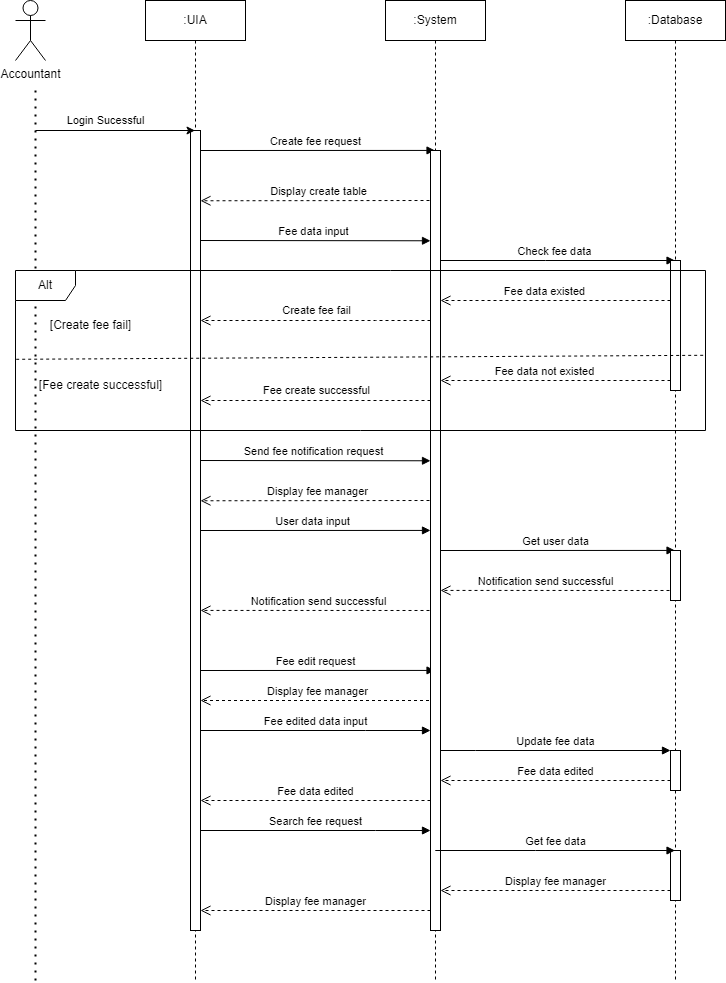 :UIA
:System
:Database
Accountant
Login Sucessful
Create fee request
Display create table
Fee data input
Check fee data
Alt
Fee data existed
Create fee fail
[Create fee fail]
Fee data not existed
[Fee create successful]
Fee create successful
Send fee notification request
Display fee manager
User data input
Get user data
Notification send successful
Notification send successful
Fee edit request
Display fee manager
Fee edited data input
Update fee data
Fee data edited
Fee data edited
Search fee request
Get fee data
Display fee manager
Display fee manager